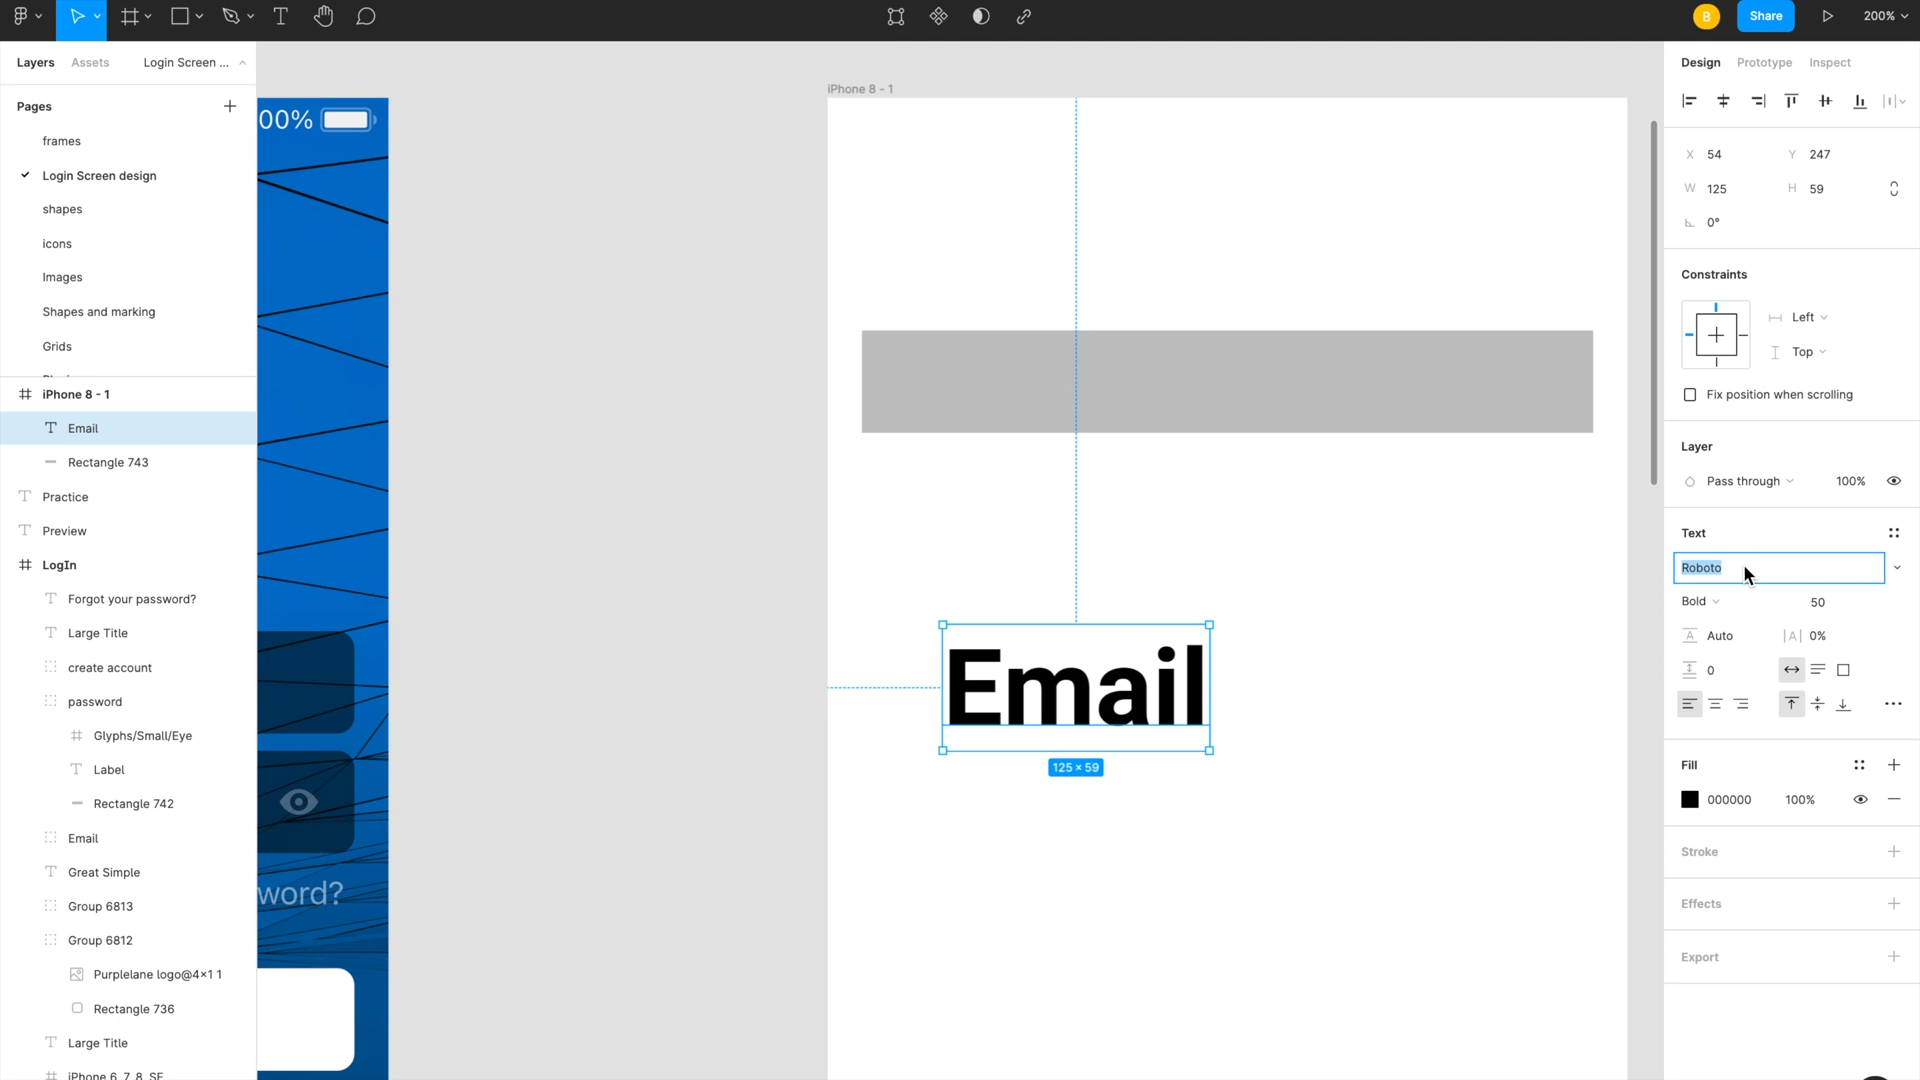 B
Share
200%
Layers
Assets
Login Screen ...
Design
Prototype
Inspect
Pages
frames
Login Screen design
shapes
icons
Images
Shapes and marking
Grids
iPhone 8 - 1
Email
Rectangle 743
Practice
Preview
LogIn
Forgot your password?
Large Title
create account
password
Glyphs/Small/Eye
Label
Rectangle 742
Email
Great Simple
Group 6813
Group 6812
Purplelane logo@4×1 1
Rectangle 736
Large Title
iPhone 6, 7, 8, SE
00%
word?
iPhone 8 - 1
Email
125 × 59
X 54
Y 247
W 125
H 59
0°
Constraints
Left
Top
Fix position when scrolling
Layer
Pass through
100%
Text
Roboto
Bold
50
Auto
|A| 0%
0
Fill
000000
100%
Stroke
Effects
Export